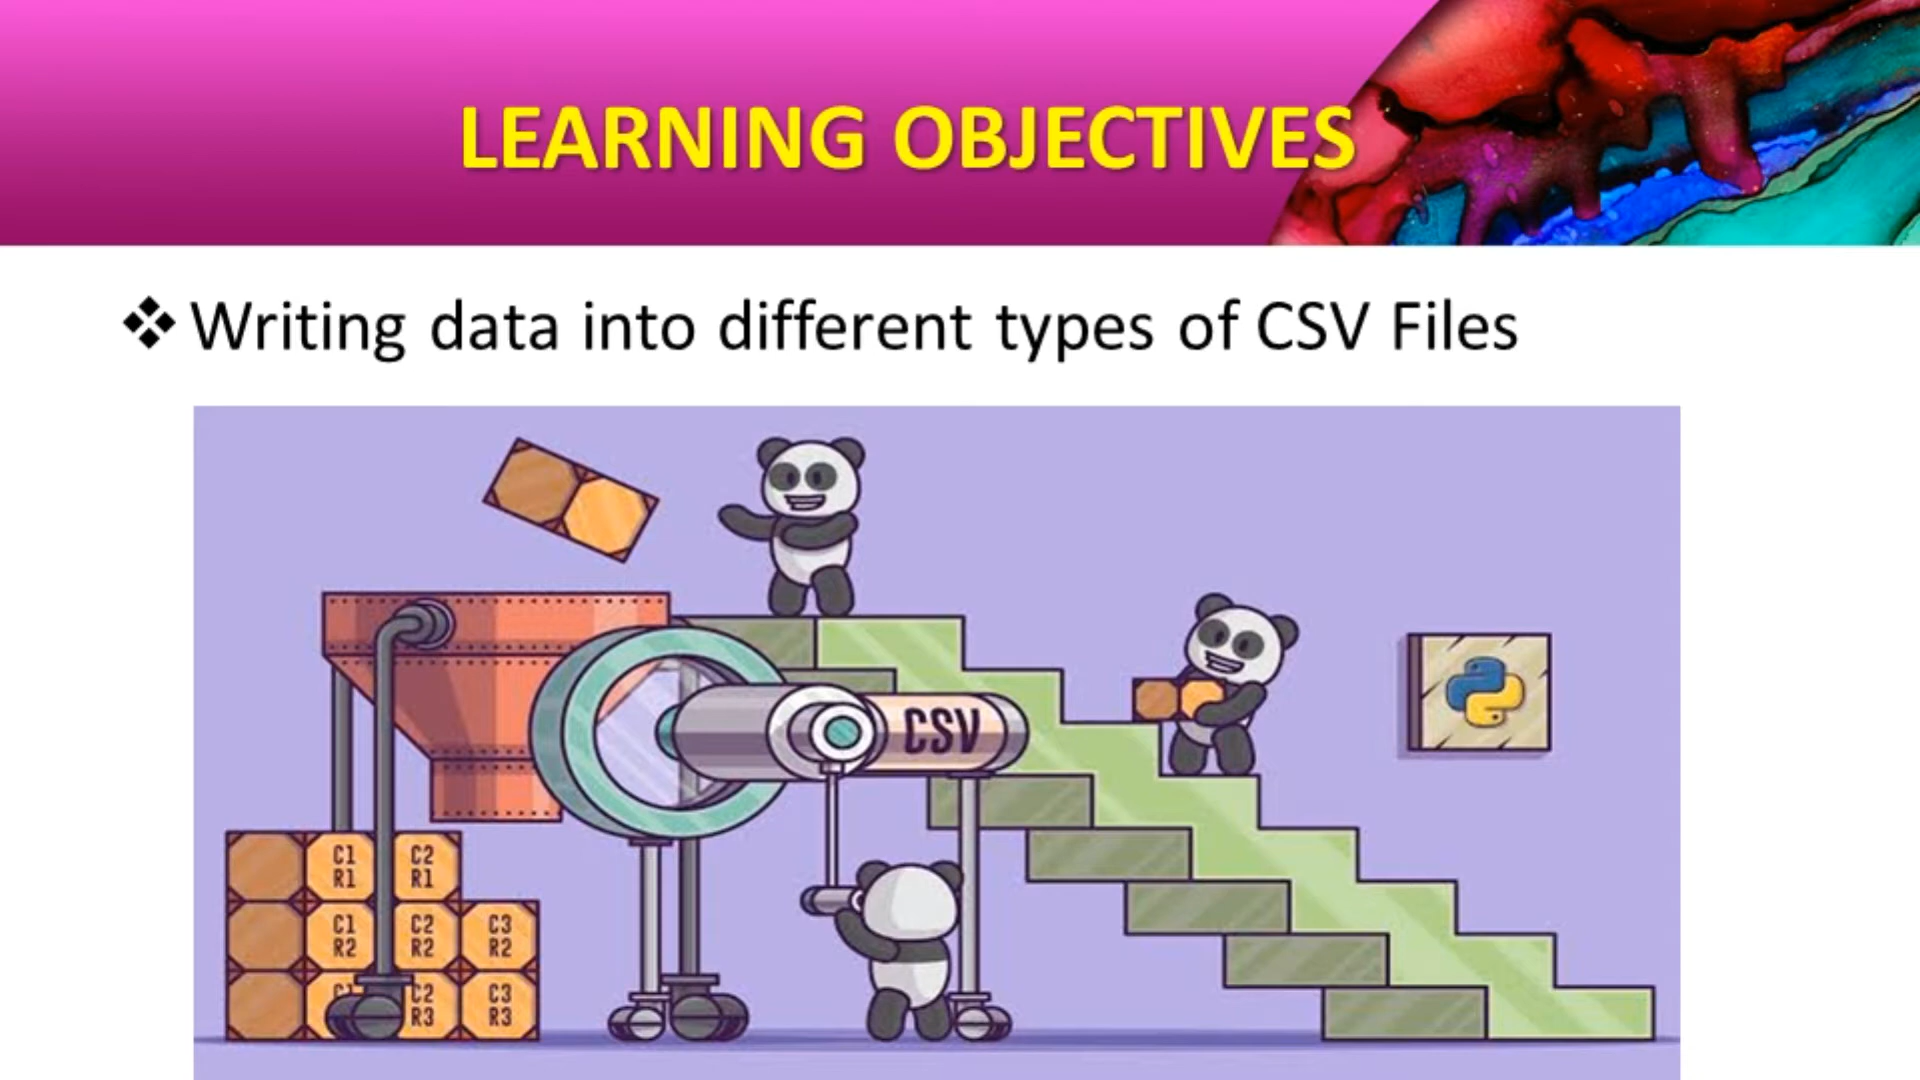 LEARNING OBJECTIVES
Writing data into different types of CSV Files
CSV
C1 R1
C2 R1
C1 R2
C2 R2
C3 R2
C2 R3
C3 R3